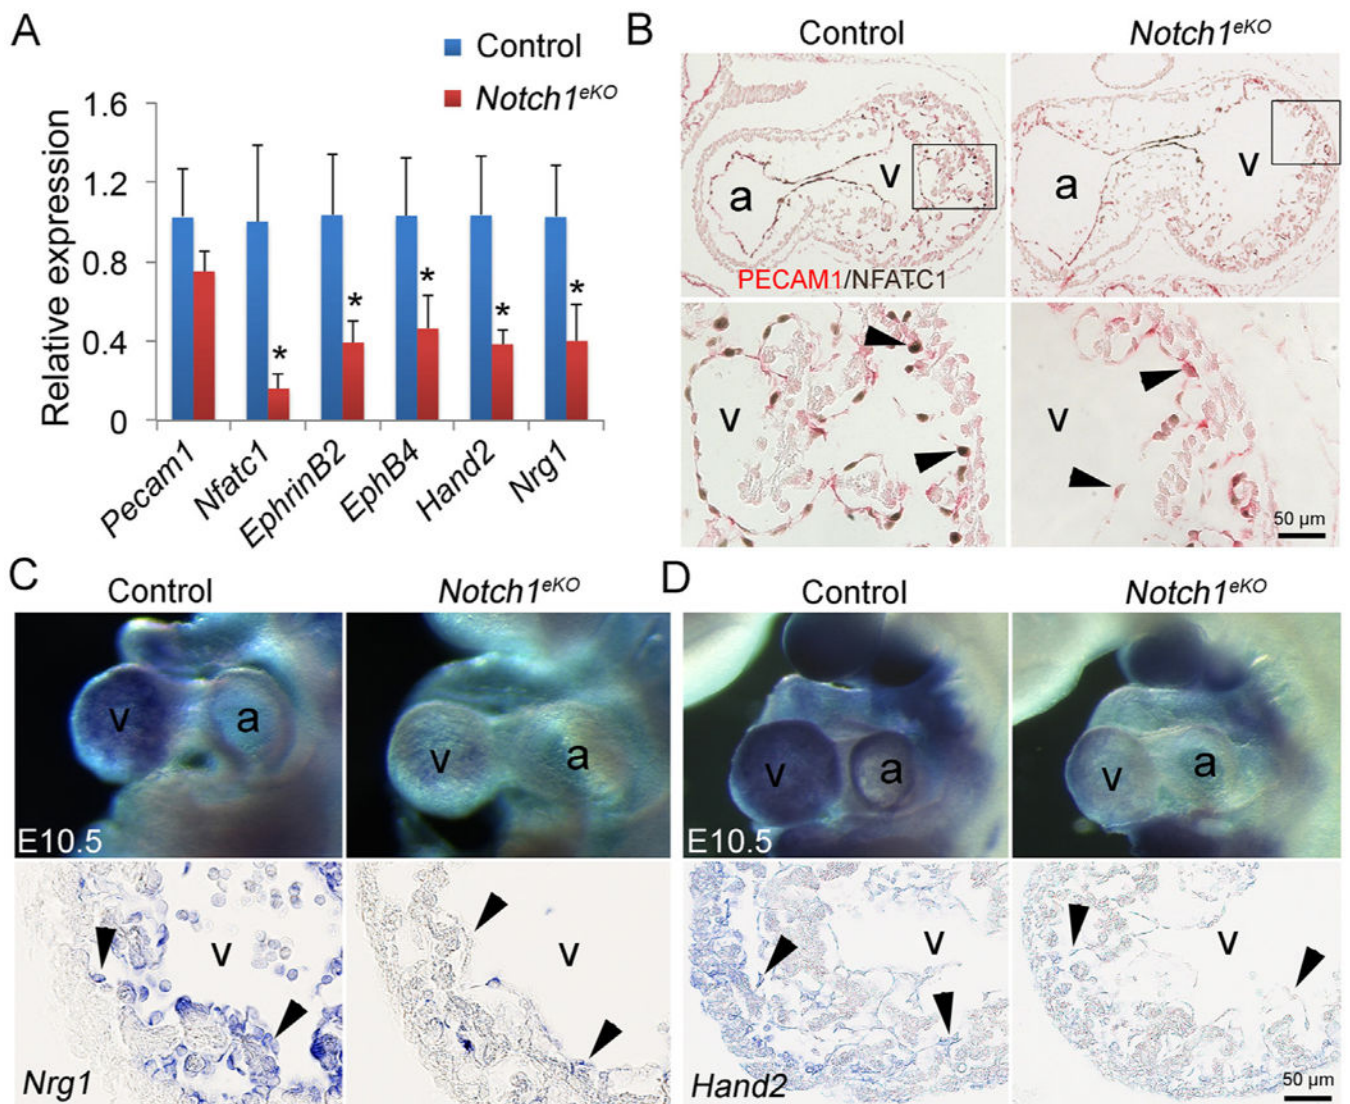 A
Control
Notch1eKO
Relative expression
1.6
1.2
0.8
0.4
0
*
*
*
*
*
Pecam1
Nfatc1
EphrinB2
EphB4
Hand2
Nrg1
B
Control
Notch1eKO
a
v
PECAM1/NFATC1
a
v
v
v
50 µm
C
Control
Notch1eKO
v
a
E10.5
v
a
v
Nrg1
v
D
Control
Notch1eKO
v
a
E10.5
v
a
v
Hand2
v
50 µm